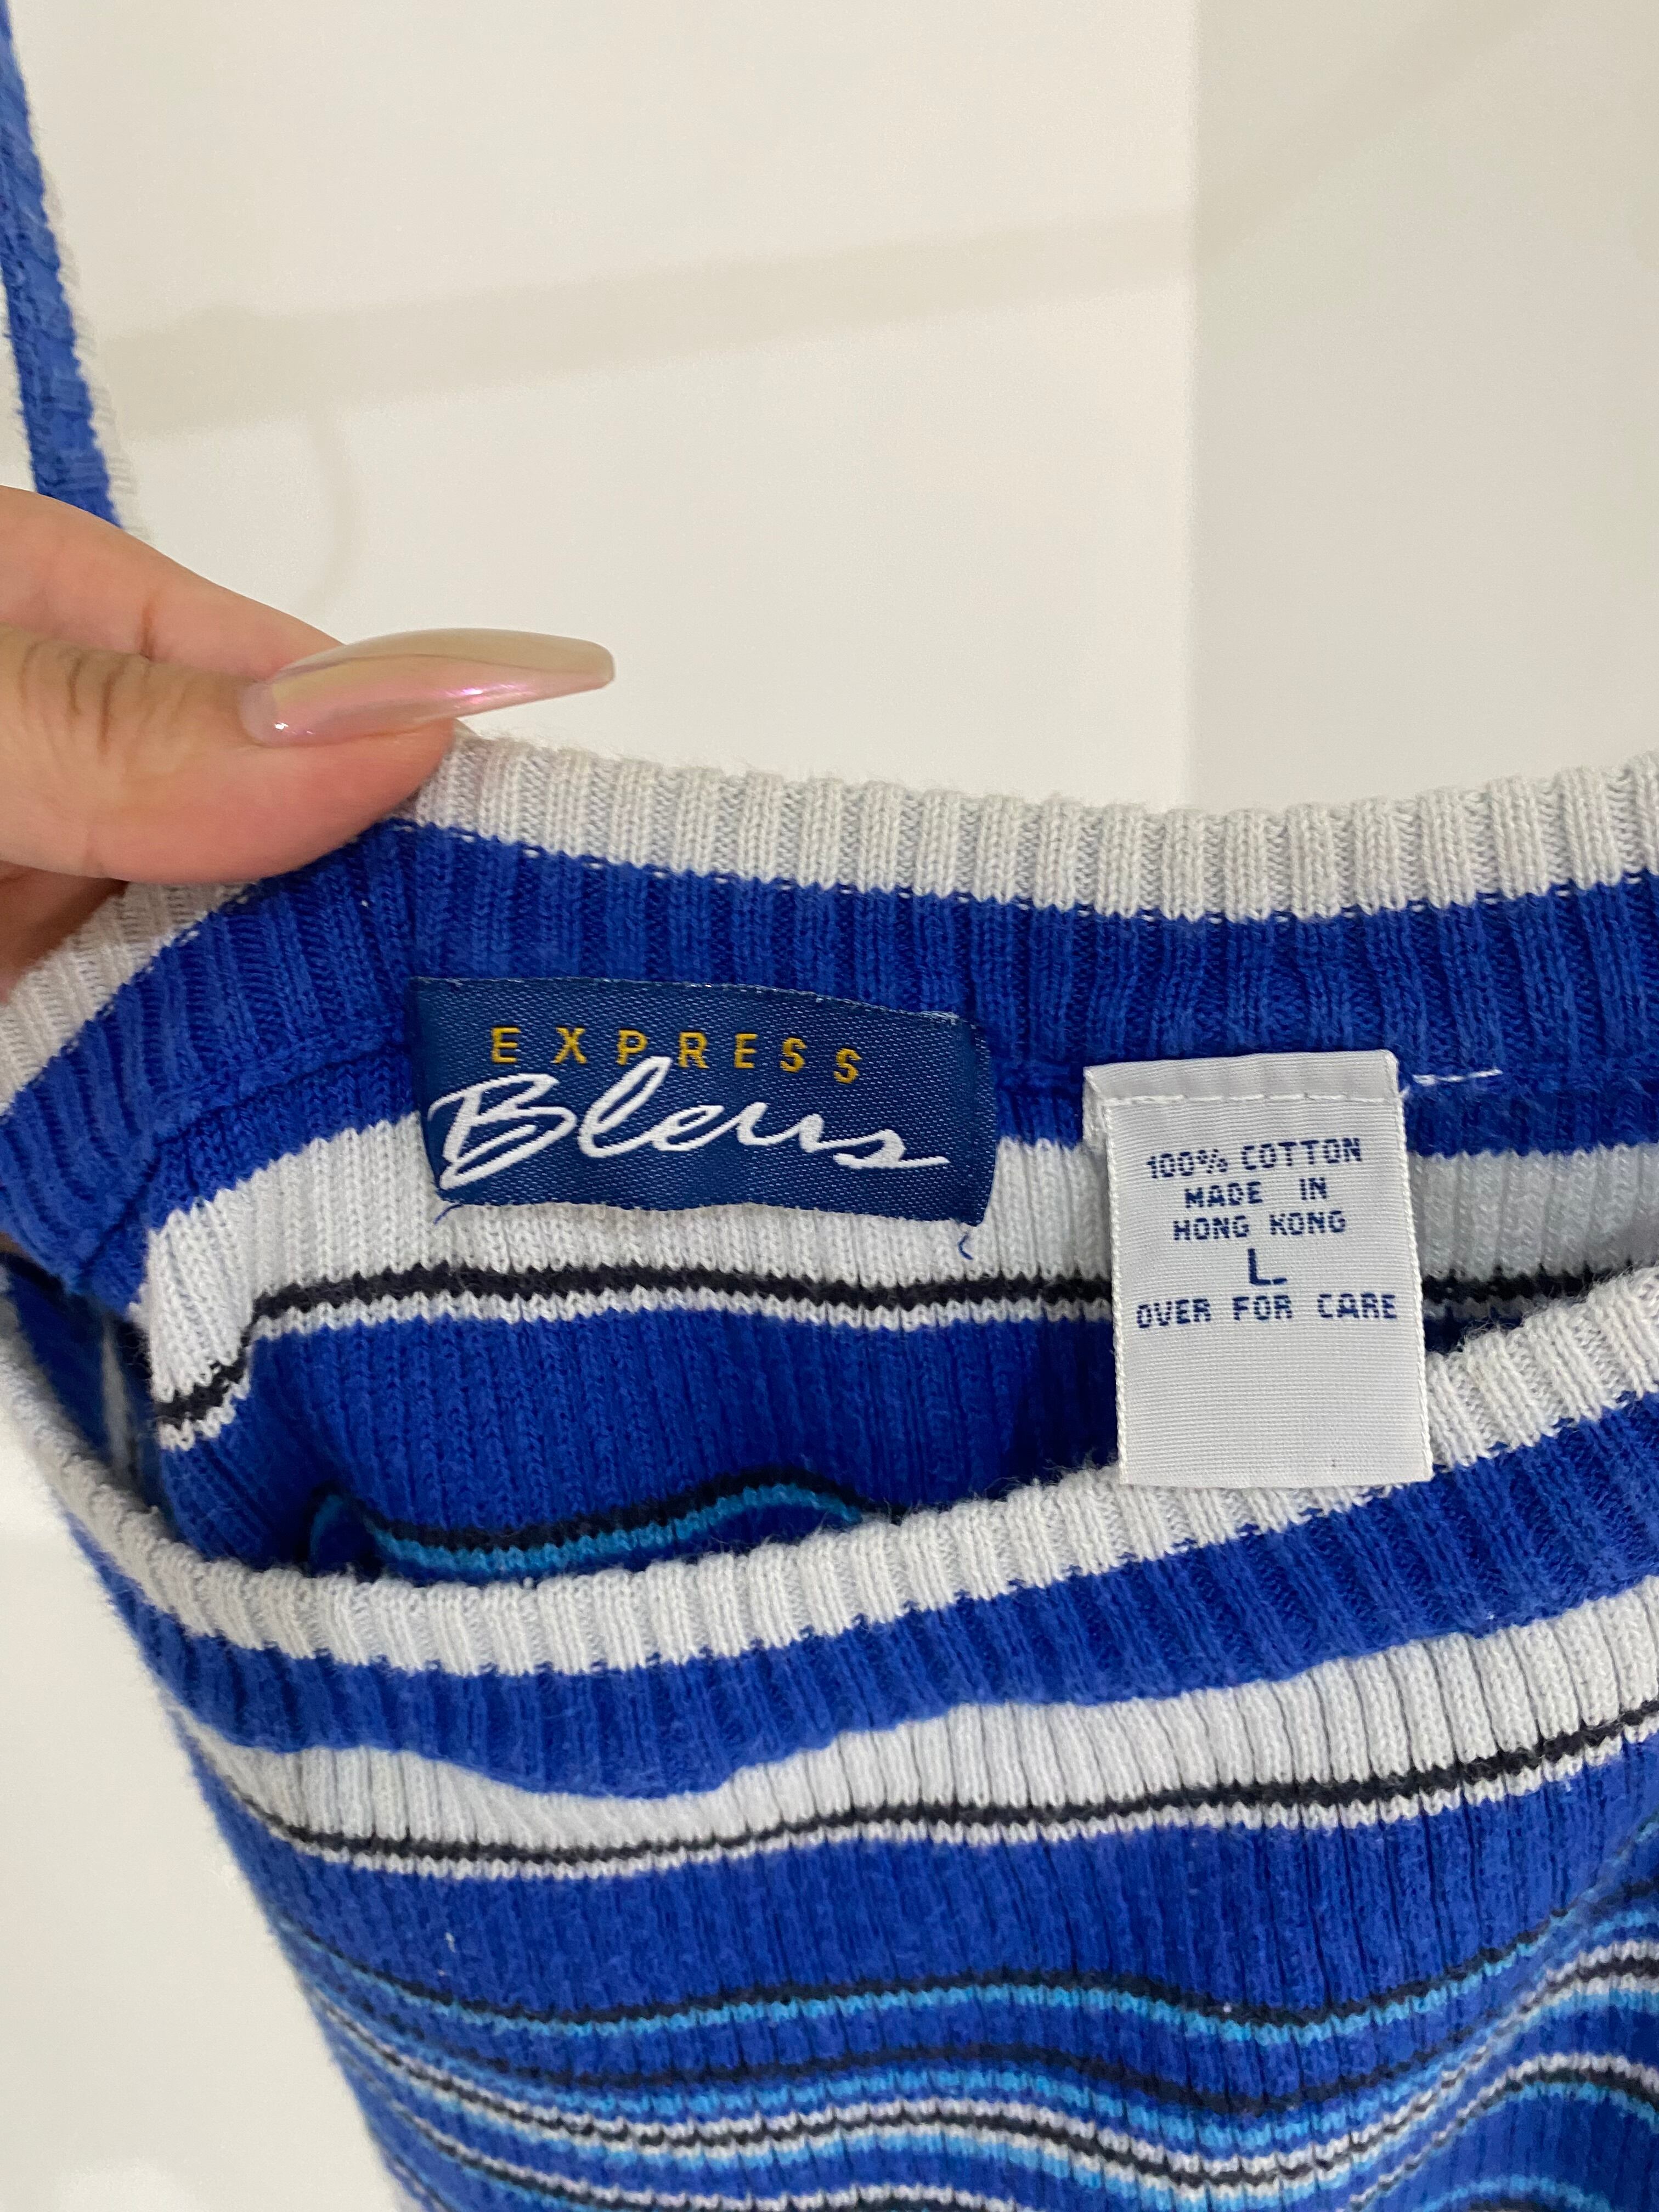 EXPRESS
Bleus
100% COTTON
MADE IN
HONG KONG
L
OVER FOR CARE